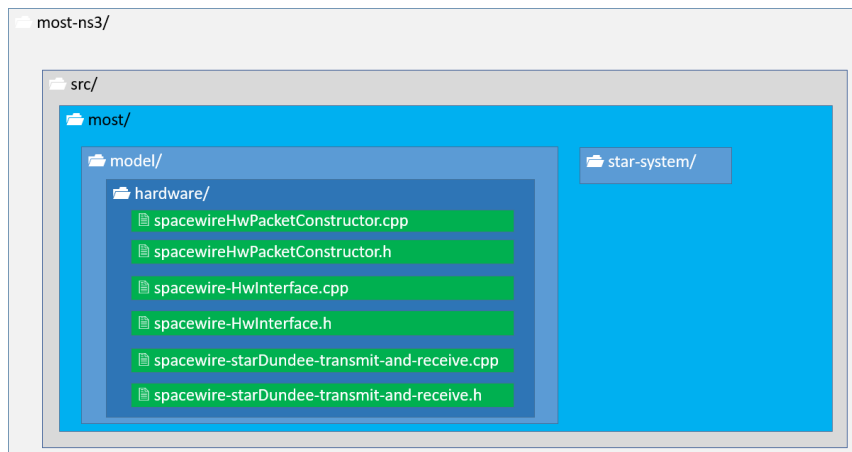 most-ns3/
src/
most/
model/
star-system/
hardware/
spacewireHwPacketConstructor.cpp
spacewireHwPacketConstructor.h
spacewire-HwInterface.cpp
spacewire-HwInterface.h
spacewire-starDundee-transmit-and-receive.cpp
spacewire-starDundee-transmit-and-receive.h